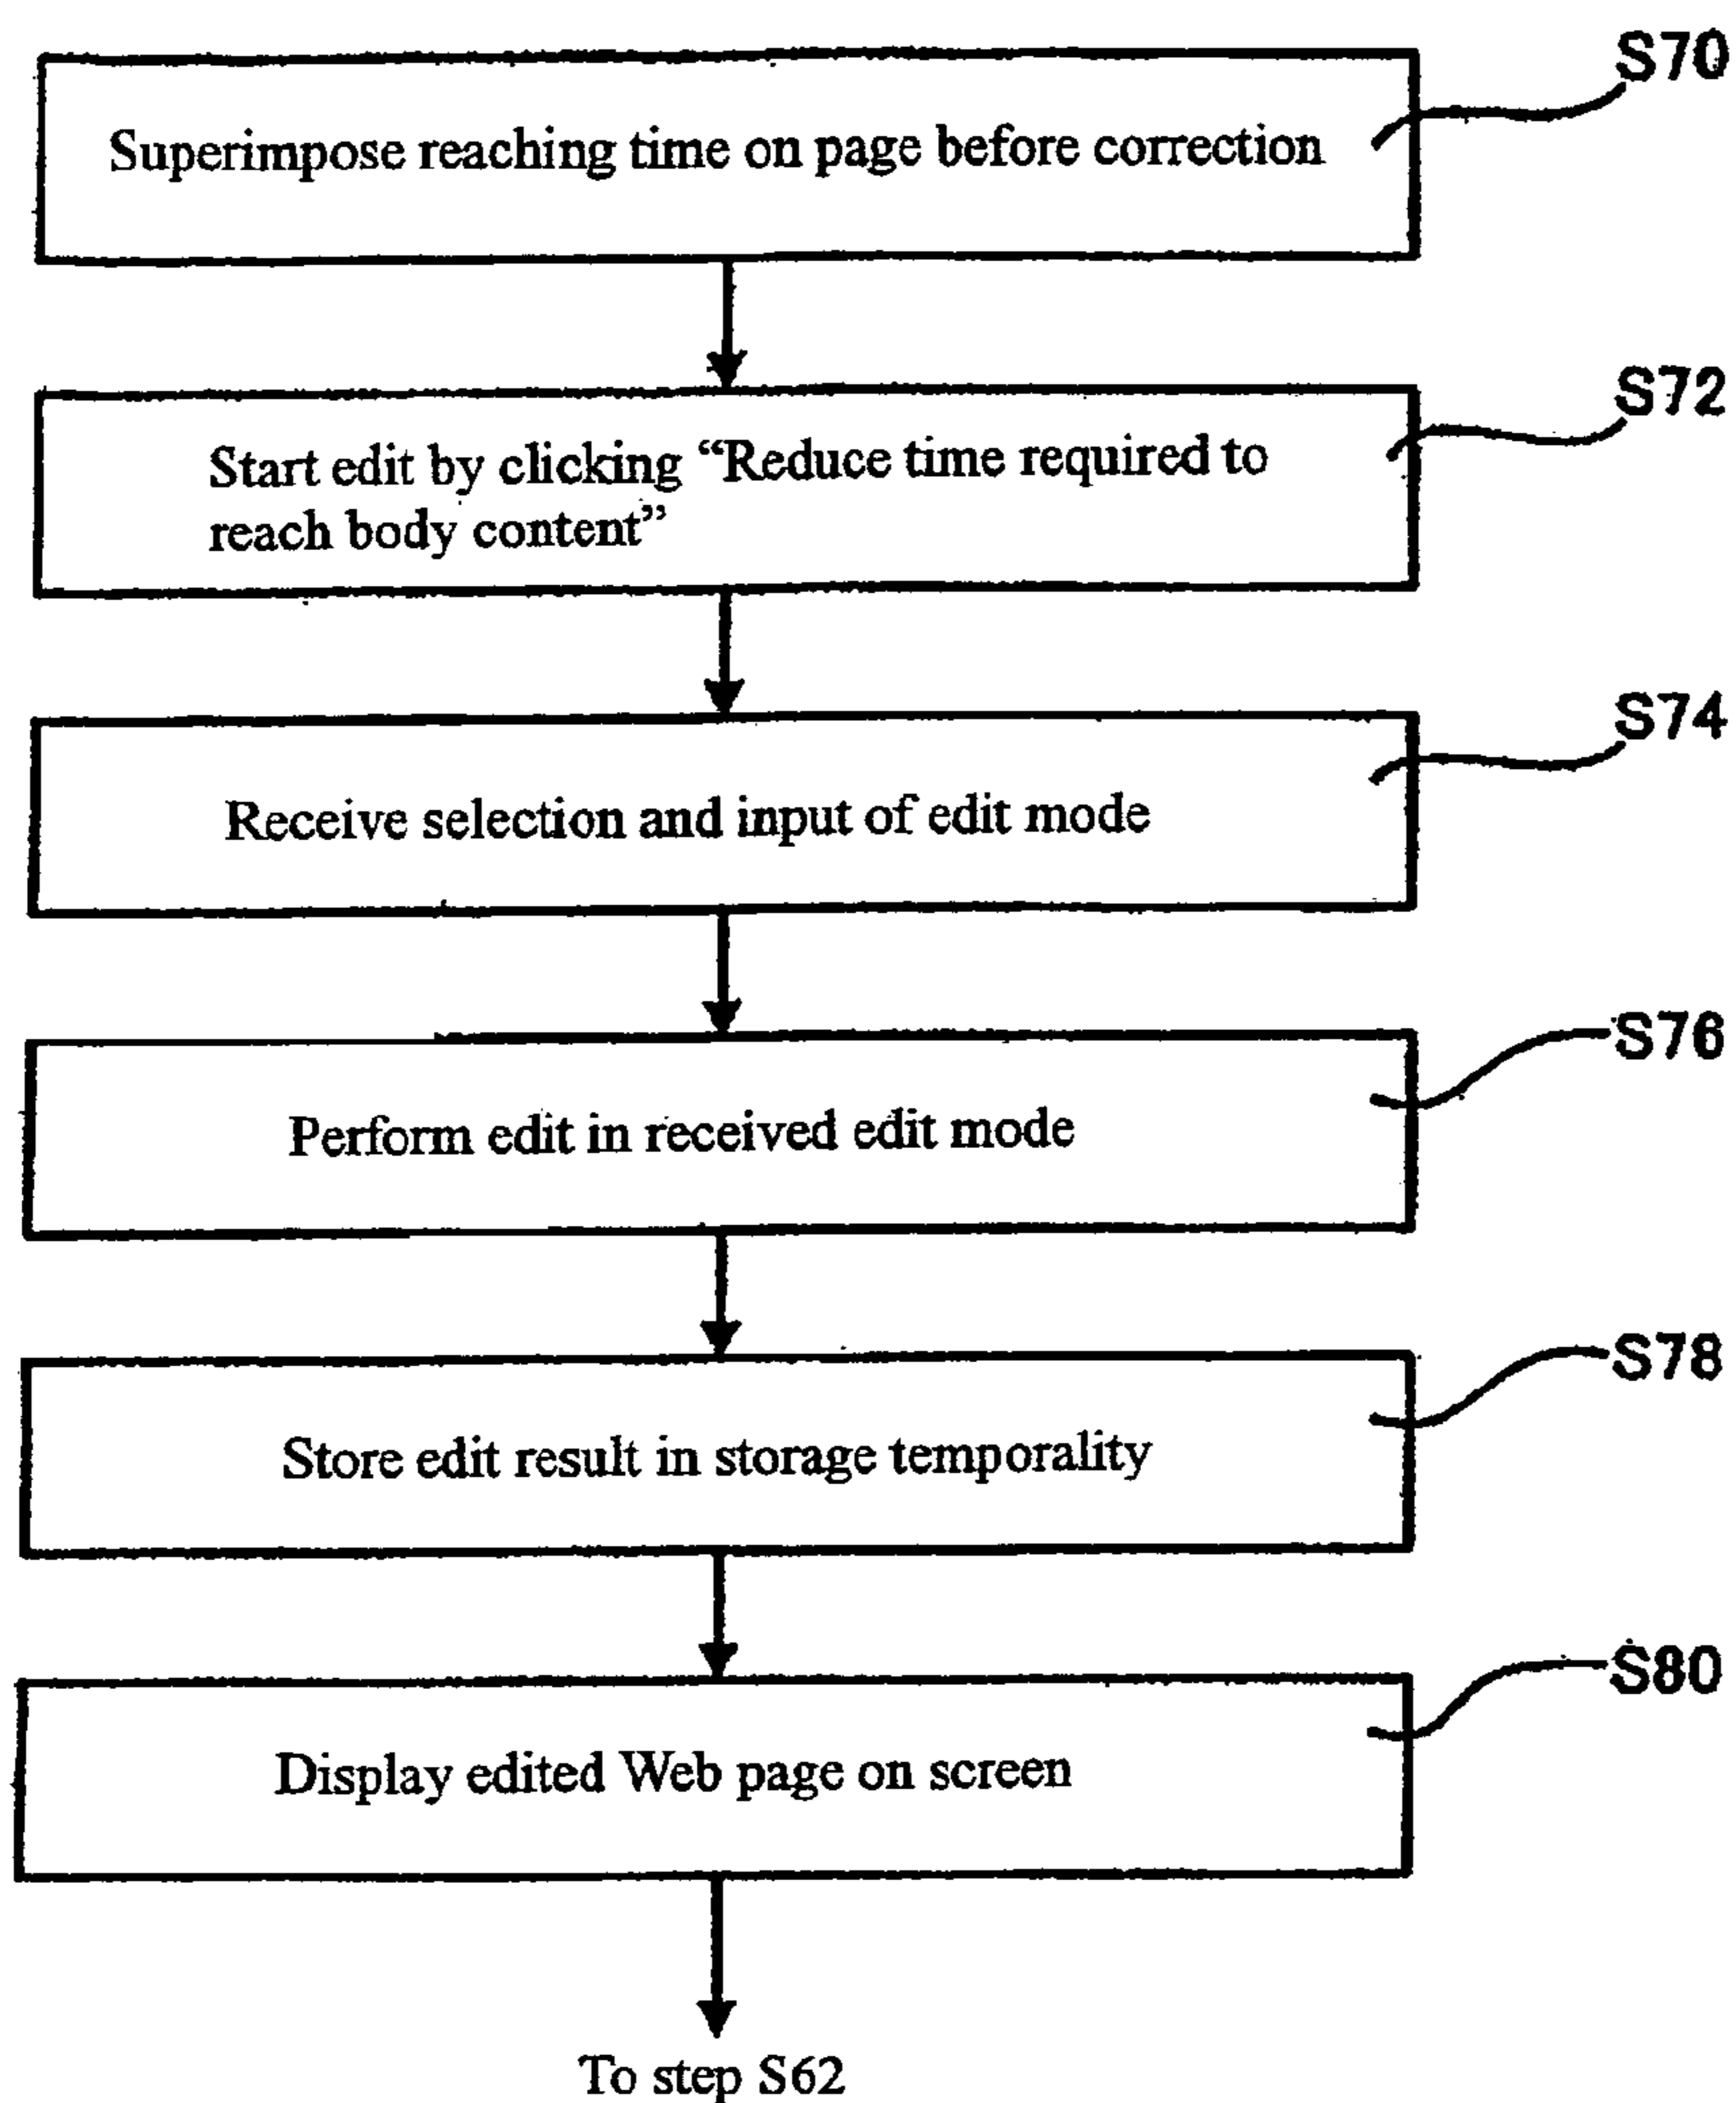 S70
Superimpose reaching time on page before correction
S72
Start edit by clicking “Reduce time required to
reach body content”
S74
Receive selection and input of edit mode
S76
Perform edit in received edit mode
S78
Store edit result in storage temporality
S80
Display edited Web page on screen
To step S62